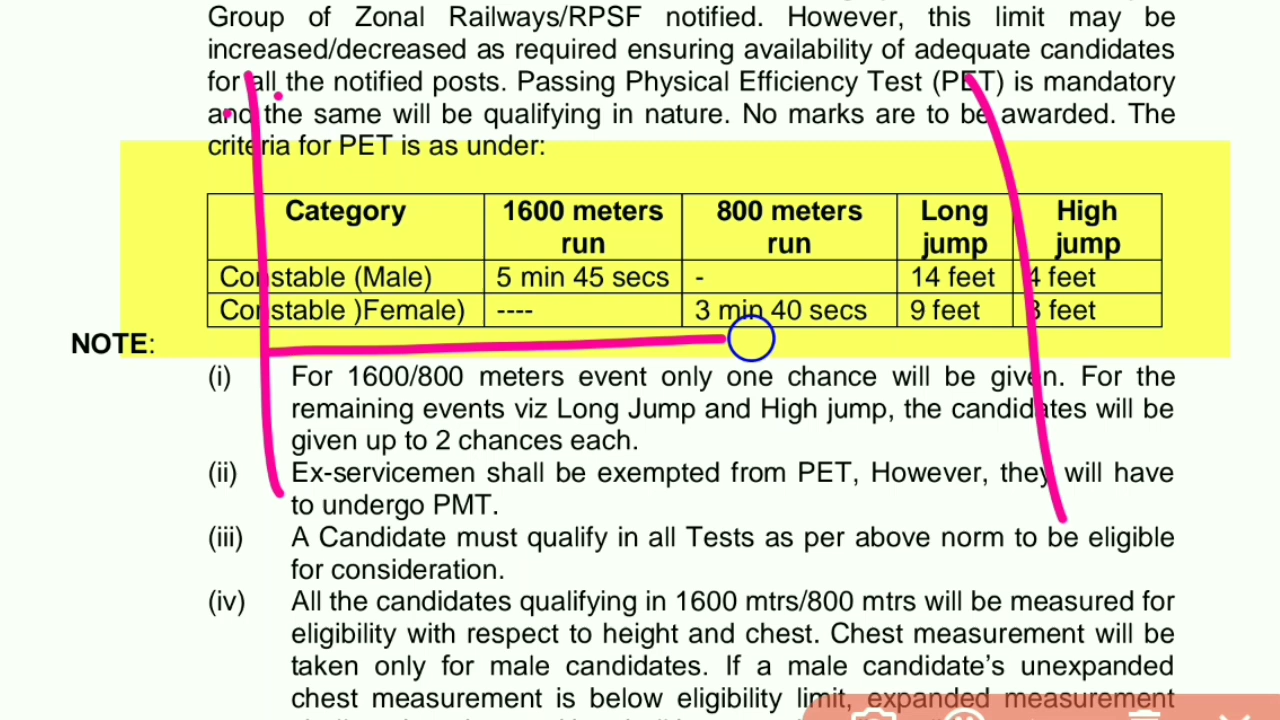 Group of Zonal Railways/RPSF notified. However, this limit may be
increased/decreased as required ensuring availability of adequate candidates
for all the notified posts. Passing Physical Efficiency Test (PET) is mandatory
and the same will be qualifying in nature. No marks are to be awarded. The
criteria for PET is as under:
Category 1600 meters run 800 meters run Long jump High jump
Constable (Male) 5 min 45 secs - 14 feet 4 feet
Constable )Female) ---- 3 min 40 secs 9 feet 3 feet
NOTE:
(i) For 1600/800 meters event only one chance will be given. For the
remaining events viz Long Jump and High jump, the candidates will be
given up to 2 chances each.
(ii) Ex-servicemen shall be exempted from PET, However, they will have
to undergo PMT.
(iii) A Candidate must qualify in all Tests as per above norm to be eligible
for consideration.
(iv) All the candidates qualifying in 1600 mtrs/800 mtrs will be measured for
eligibility with respect to height and chest. Chest measurement will be
taken only for male candidates. If a male candidate's unexpanded
chest measurement is below eligibility limit, expanded measurement